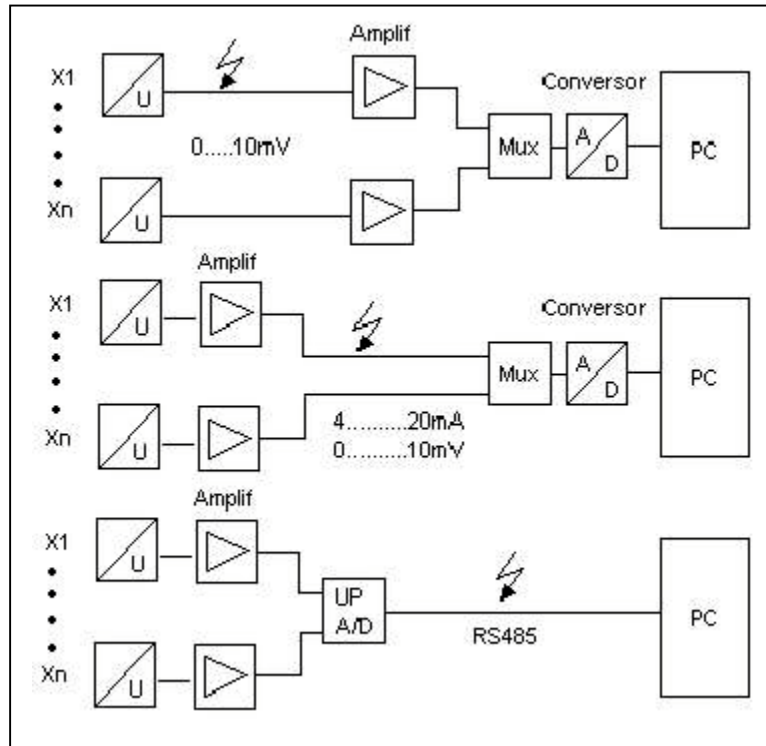 Amplif
X1
U
Conversor
0.....10mV
Mux
A
D
PC
Xn
U
Amplif
X1
U
Conversor
Mux
A
D
PC
4..........20mA
0..........10mV
Xn
U
Amplif
X1
U
UP
A/D
RS485
PC
Xn
U